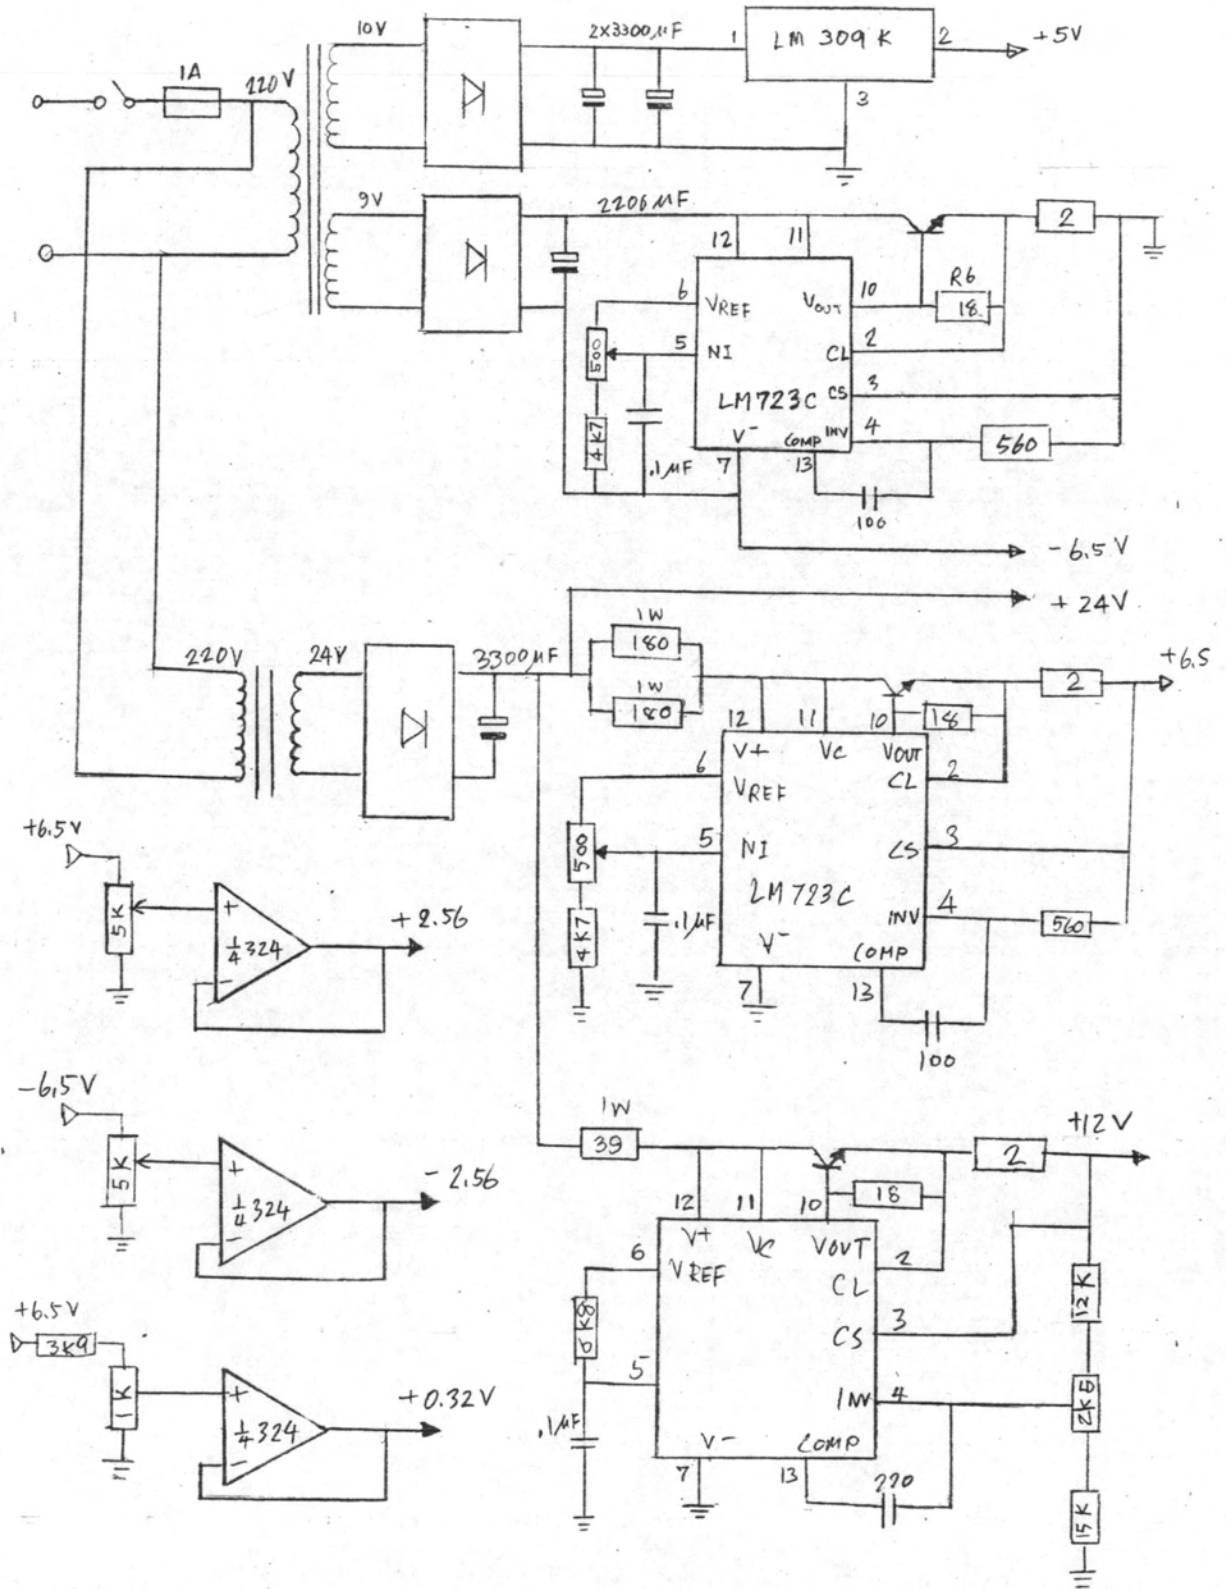 10V
2x3300µF
1 LM 309 K 2
+5V
1A
220V
3
9V
2206µF
2
12 11
6 VREF VOUT 10 R6
18
500
5 NI
2
CL
LM723C CS 3
4K7
V- COMP INV 4
560
7 13
.1µF
100
-6.5V
+24V
1W
180
220V 24V 3300µF
1W
180
2
+6.5
12 11 10 18
V+ VC VOUT
6 VREF CL 2
+6.5V
500
5 NI CS 3
5K
+
1/4 324
-
+2.56
LM723C
4K7
.1µF
INV 4
560
V- COMP
7 13
100
-6.5V
1W
39
2
+12V
5K
+
1/4 324
-
-2.56
12 11 10 18
V+ VC VOUT
6 VREF 2
CL
12K
CS 3
+6.5V
3K9
1K
+
1/4 324
-
+0.32V
5
INV 4
2K5
.1µF
V- COMP
7 13
220
15K